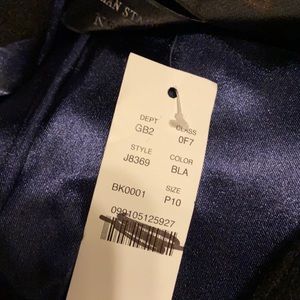 DEPT CLASS
GB2 0F7
STYLE COLOR
J8369 BLA
BK0001 SIZE
P10
099105125927